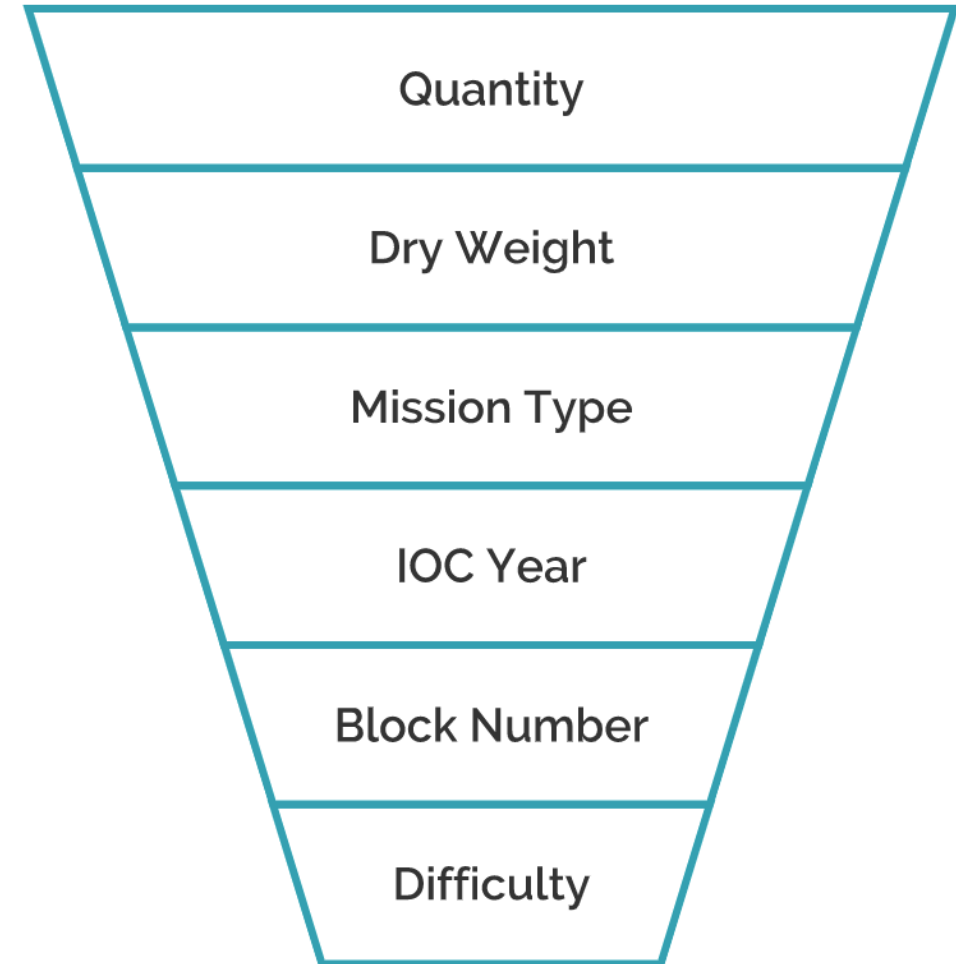 Quantity
Dry Weight
Mission Type
IOC Year
Block Number
Difficulty